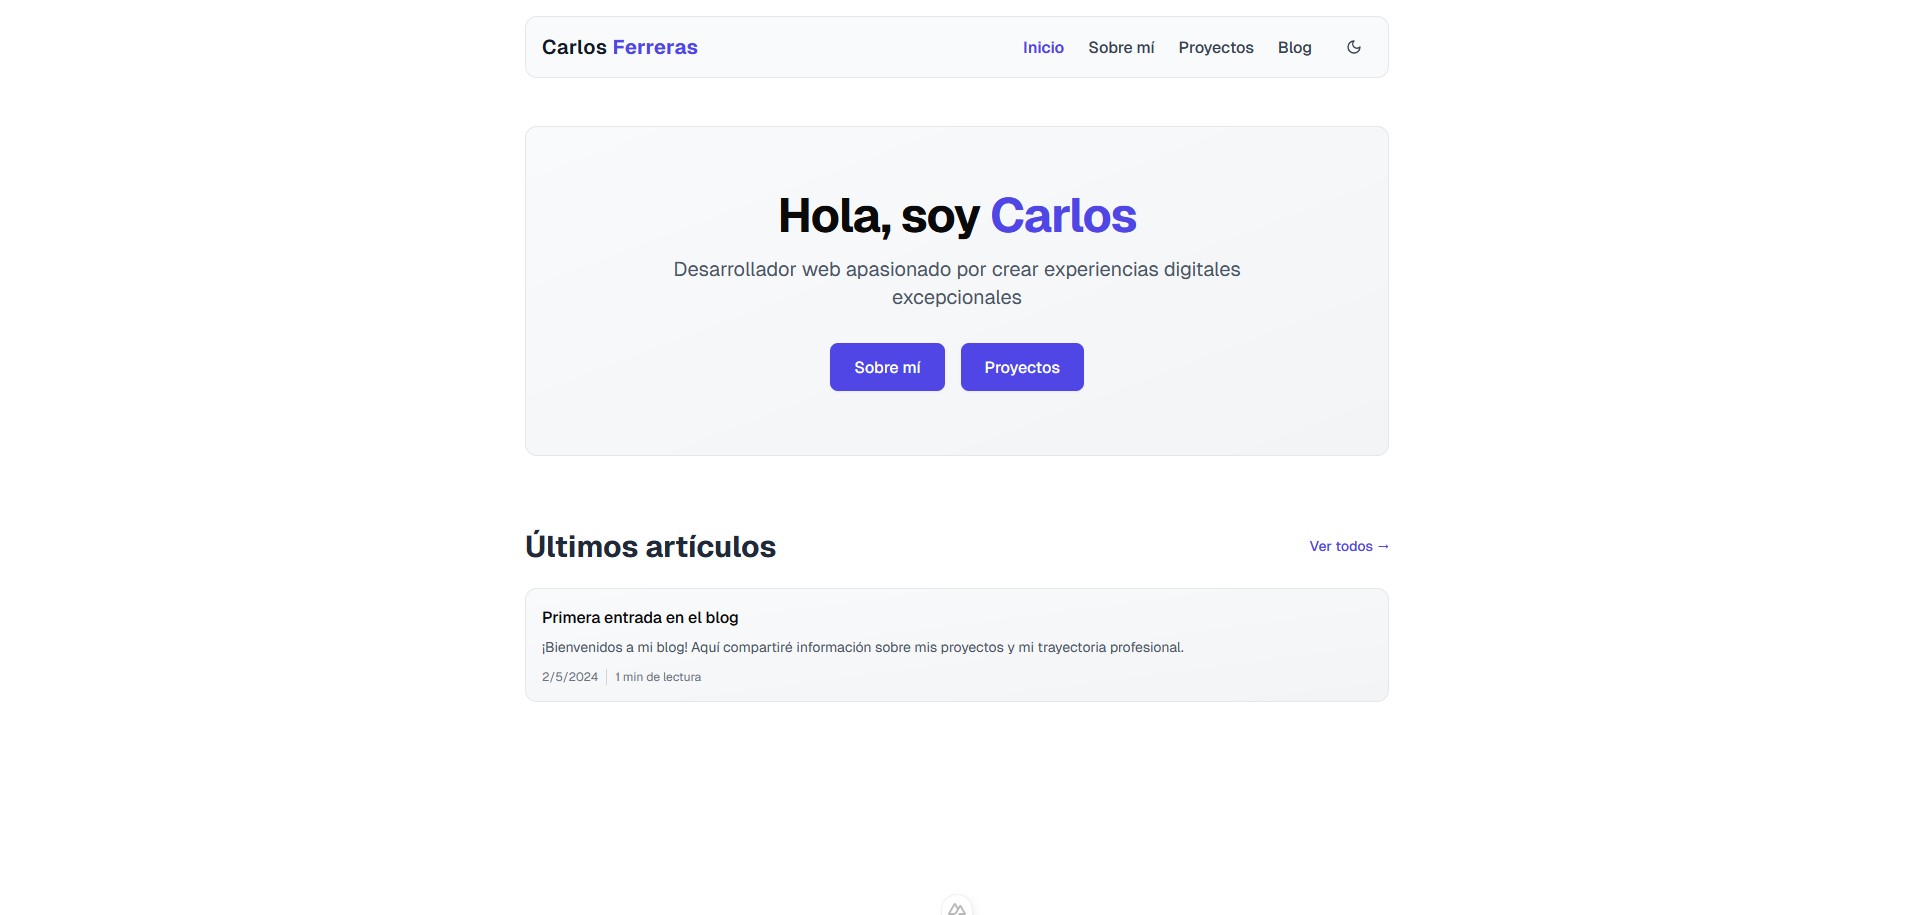 Carlos Ferreras
Inicio
Sobre mí
Proyectos
Blog
Hola, soy Carlos
Desarrollador web apasionado por crear experiencias digitales
excepcionales
Sobre mí
Proyectos
Últimos artículos
Ver todos →
Primera entrada en el blog
¡Bienvenidos a mi blog! Aquí compartiré información sobre mis proyectos y mi trayectoria profesional.
2/5/2024
1 min de lectura